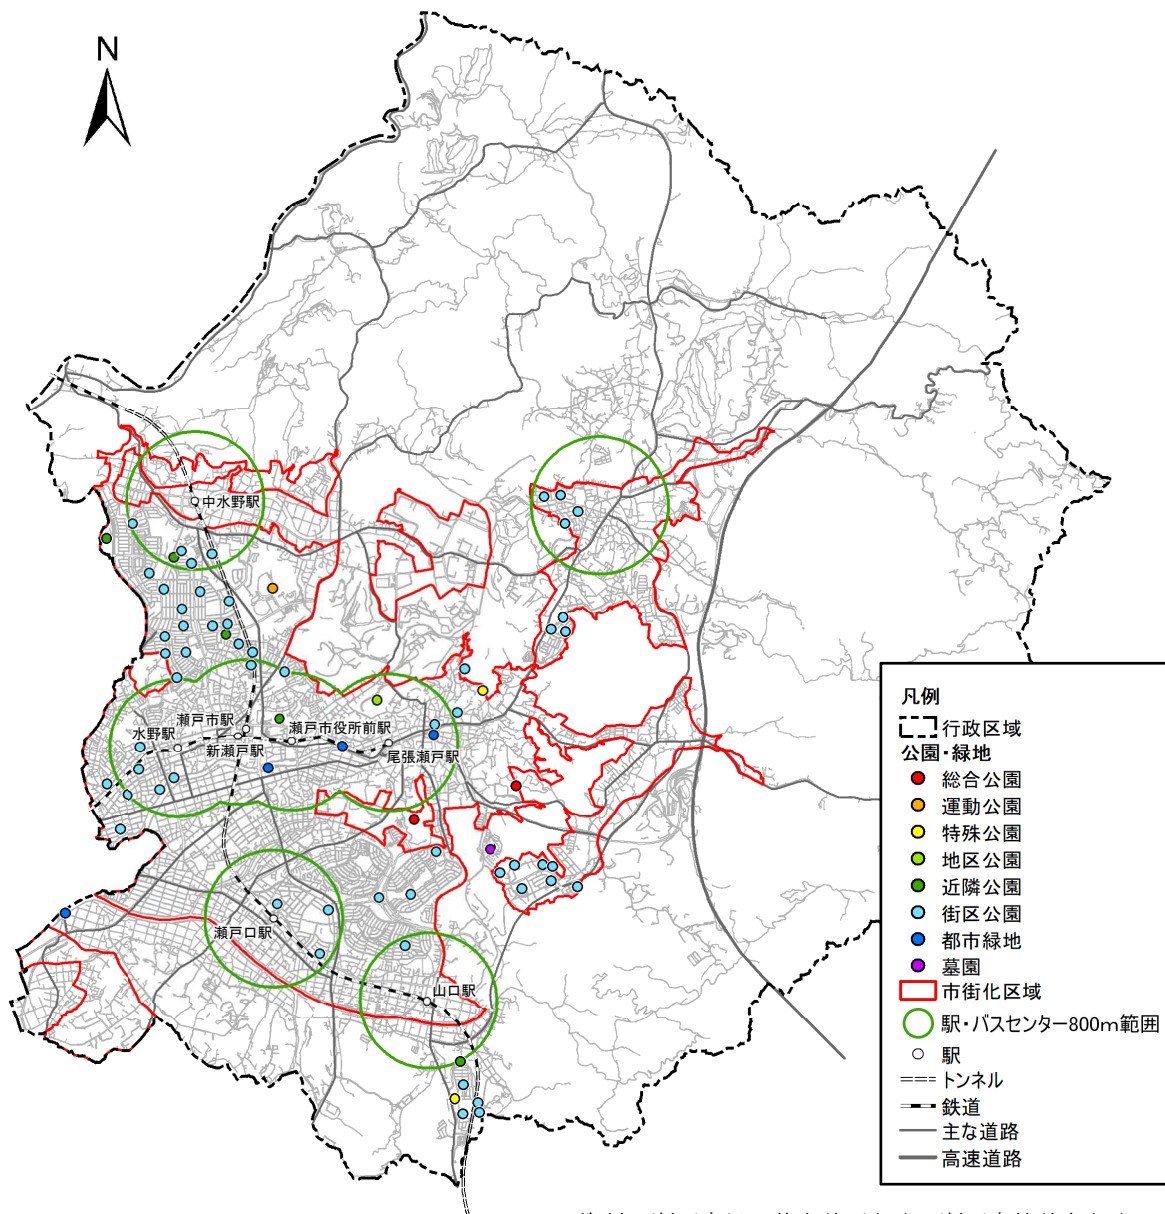 N
中水野駅
瀬戸市駅
瀬戸市役所前駅
水野駅
新瀬戸駅
尾張瀬戸駅
瀬戸口駅
山口駅
凡例
行政区域
公園・緑地
総合公園
運動公園
特殊公園
地区公園
近隣公園
街区公園
都市緑地
墓園
市街化区域
駅・バスセンター800m範囲
駅
トンネル
鉄道
主な道路
高速道路